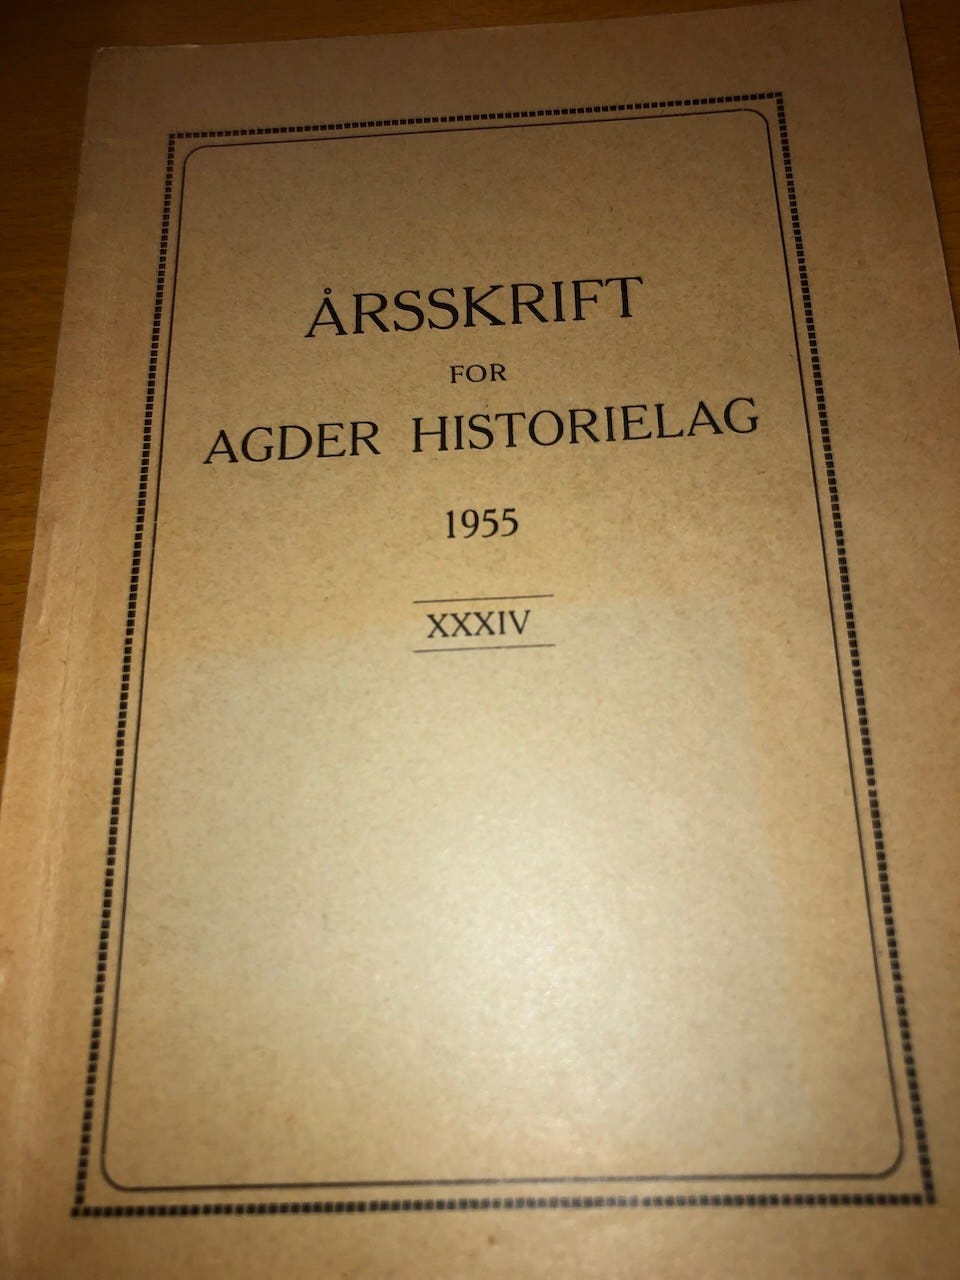 ÅRSSKRIFT
FOR
AGDER HISTORIELAG
1955
XXXIV